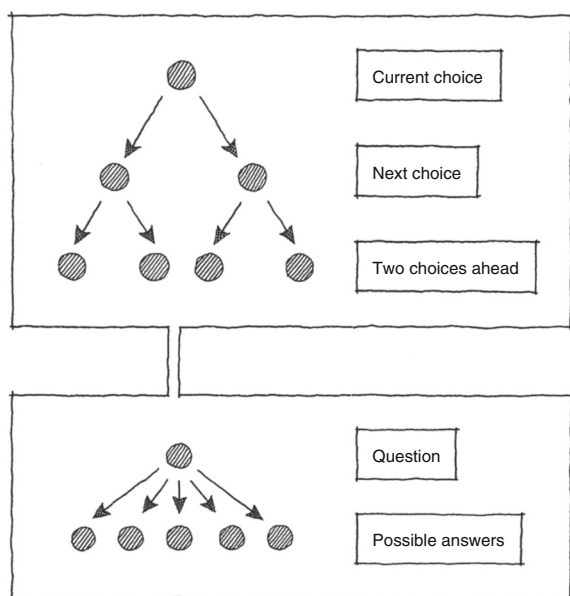 Current choice
Next choice
Two choices ahead
Question
Possible answers